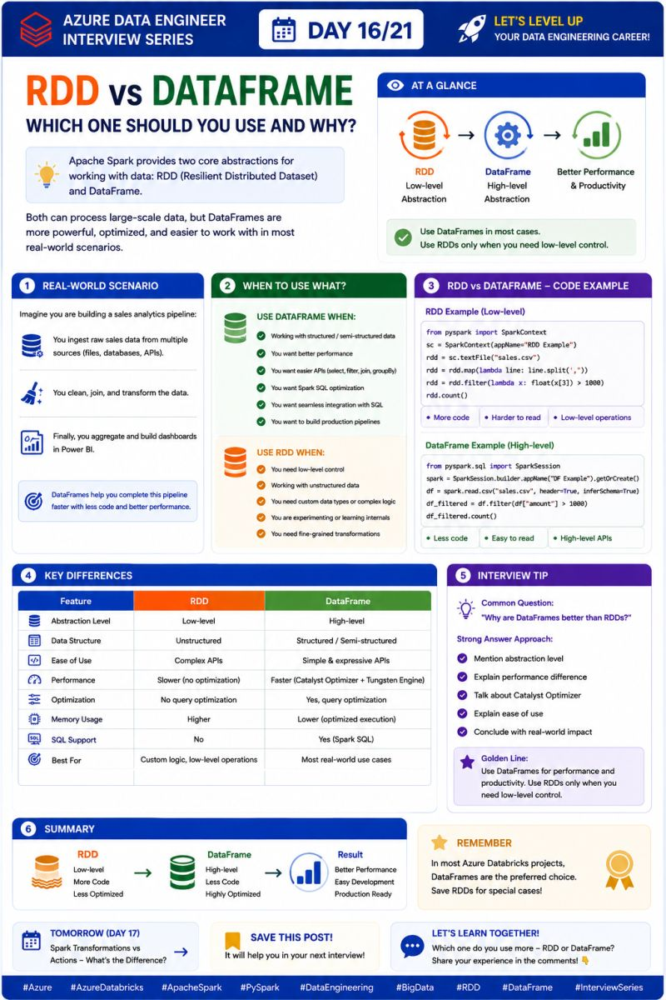 AZURE DATA ENGINEER
INTERVIEW SERIES
DAY 16/21
LET'S LEVEL UP
YOUR DATA ENGINEERING CAREER!
RDD vs DATAFRAME
WHICH ONE SHOULD YOU USE AND WHY?
Apache Spark provides two core abstractions for
working with data: RDD (Resilient Distributed Dataset)
and DataFrame.
Both can process large-scale data, but DataFrames are
more powerful, optimized, and easier to work with in most
real-world scenarios.
AT A GLANCE
RDD
Low-level
Abstraction
DataFrame
High-level
Abstraction
Better Performance
& Productivity
Use DataFrames in most cases.
Use RDDs only when you need low-level control.
1 REAL-WORLD SCENARIO
Imagine you are building a sales analytics pipeline:
You ingest raw sales data from multiple
sources (files, databases, APIs).
You clean, join, and transform the data.
Finally, you aggregate and build dashboards
in Power BI.
DataFrames help you complete this pipeline
faster with less code and better performance.
2 WHEN TO USE WHAT?
USE DATAFRAME WHEN:
Working with structured / semi-structured data
You want better performance
You want easier APIs (select, filter, join, groupBy)
You want Spark SQL optimization
You want seamless integration with SQL
You want to build production pipelines
USE RDD WHEN:
You need low-level control
Working with unstructured data
You need custom data types or complex logic
You are experimenting or learning internals
You need fine-grained transformations
3 RDD vs DATAFRAME – CODE EXAMPLE
RDD Example (Low-level)
from pyspark import SparkContext
sc = SparkContext(appName="RDD Example")
rdd = sc.textFile("sales.csv")
rdd = rdd.map(lambda line: line.split(","))
rdd = rdd.filter(lambda x: float(x[3]) > 1000)
rdd.count()
• More code • Harder to read • Low-level operations
DataFrame Example (High-level)
from pyspark.sql import SparkSession
spark = SparkSession.builder.appName("DF Example").getOrCreate()
df = spark.read.csv("sales.csv", header=True, inferSchema=True)
df_filtered = df.filter(df["amount"] > 1000)
df_filtered.count()
• Less code • Easy to read • High-level APIs
4 KEY DIFFERENCES
Feature RDD DataFrame
Abstraction Level Low-level High-level
Data Structure Unstructured Structured / Semi-structured
Ease of Use Complex APIs Simple & expressive APIs
Performance Slower (no optimization) Faster (Catalyst Optimizer + Tungsten Engine)
Optimization No query optimization Yes, query optimization
Memory Usage Higher Lower (optimized execution)
SQL SQL Support No Yes (Spark SQL)
Best For Custom logic, low-level operations Most real-world use cases
5 INTERVIEW TIP
Common Question:
"Why are DataFrames better than RDDs?"
Strong Answer Approach:
Mention abstraction level
Explain performance difference
Talk about Catalyst Optimizer
Explain ease of use
Conclude with real-world impact
Golden Line:
Use DataFrames for performance and
productivity. Use RDDs only when you
need low-level control.
6 SUMMARY
RDD
Low-level
More Code
Less Optimized
DataFrame
High-level
Less Code
Highly Optimized
Result
Better Performance
Easy Development
Production Ready
REMEMBER
In most Azure Databricks projects,
DataFrames are the preferred choice.
Save RDDs for special cases!
TOMORROW (DAY 17)
Spark Transformations vs
Actions – What's the Difference?
SAVE THIS POST!
It will help you in your next interview!
LET'S LEARN TOGETHER!
Which one do you use more – RDD or DataFrame?
Share your experience in the comments! 👇
#Azure #AzureDatabricks #ApacheSpark #PySpark #DataEngineering #BigData #RDD #DataFrame #InterviewSeries